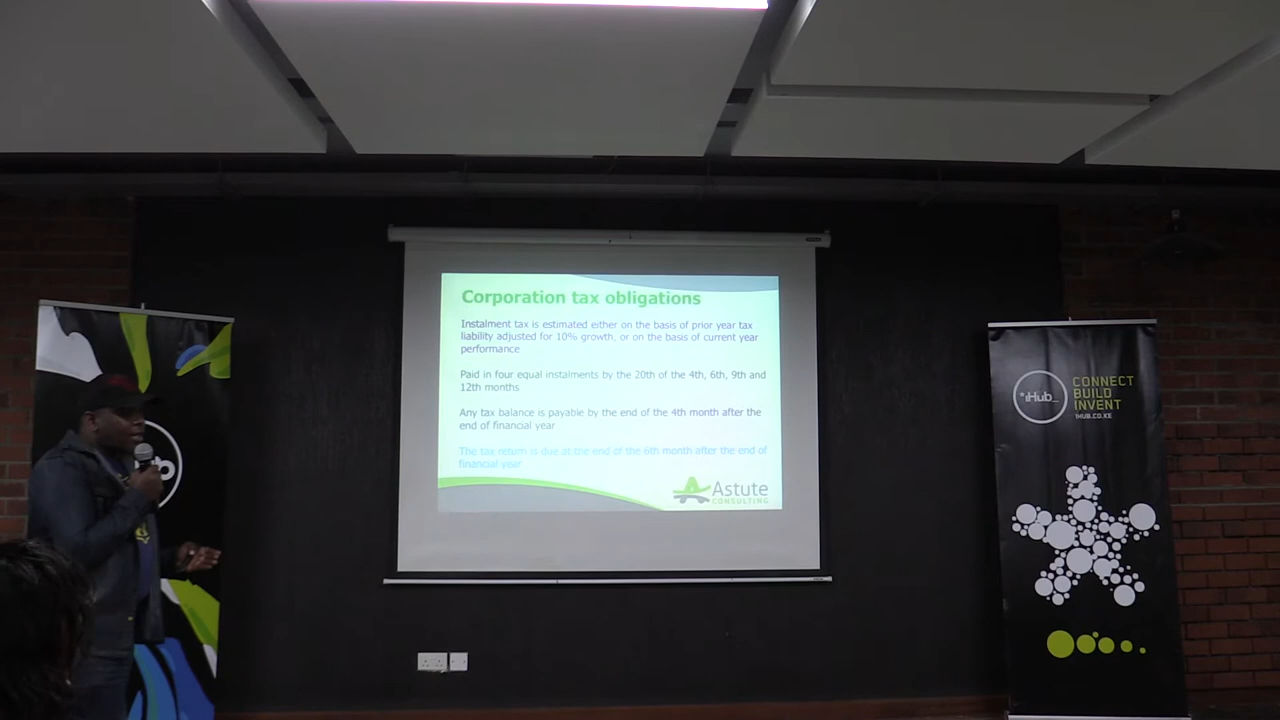 Corporation tax obligations
Instalment tax is estimated either on the basis of prior year tax
liability adjusted for 10% growth, or on the basis of current year
performance
Paid in four equal instalments by the 20th of the 4th, 6th, 9th and
12th months
Any tax balance is payable by the end of the 4th month after the
end of financial year
The tax return is due at the end of the 6th month after the end of
financial year
Astute
CONSULTING
*iHub_
CONNECT
BUILD
INVENT
IHUB.CO.KE